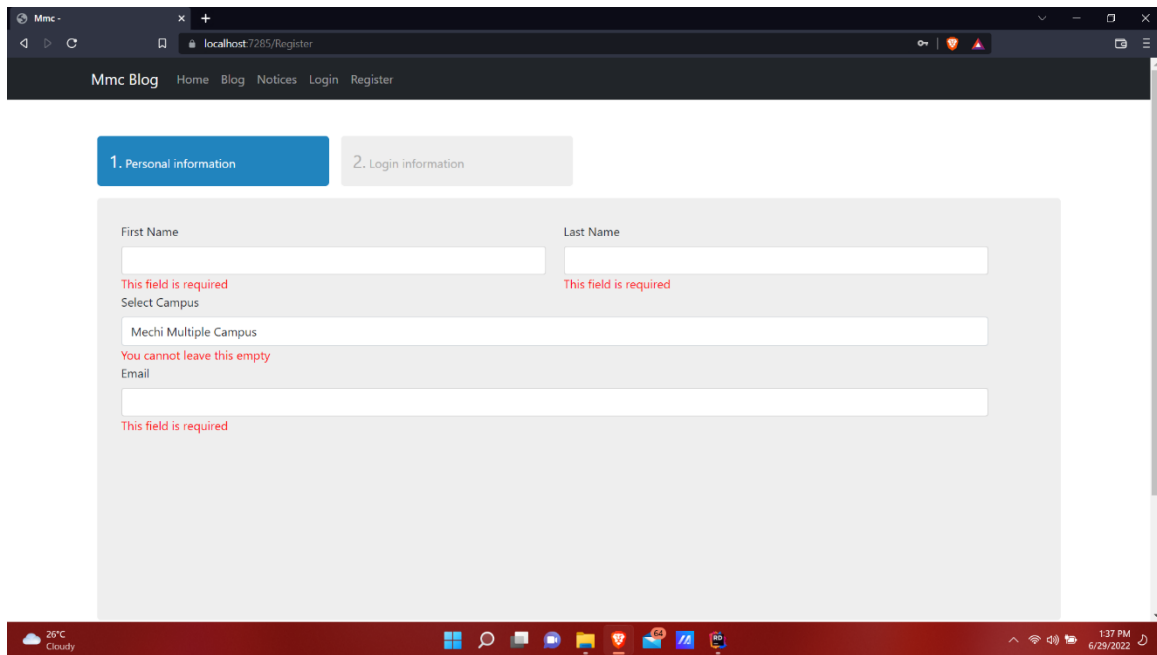 Mmc -
localhost:7285/Register
Mmc Blog Home Blog Notices Login Register
1. Personal information
2. Login information
First Name
Last Name
This field is required
This field is required
Select Campus
Mechi Multiple Campus
You cannot leave this empty
Email
This field is required
26°C
Cloudy
64
RD
1:37 PM
6/29/2022